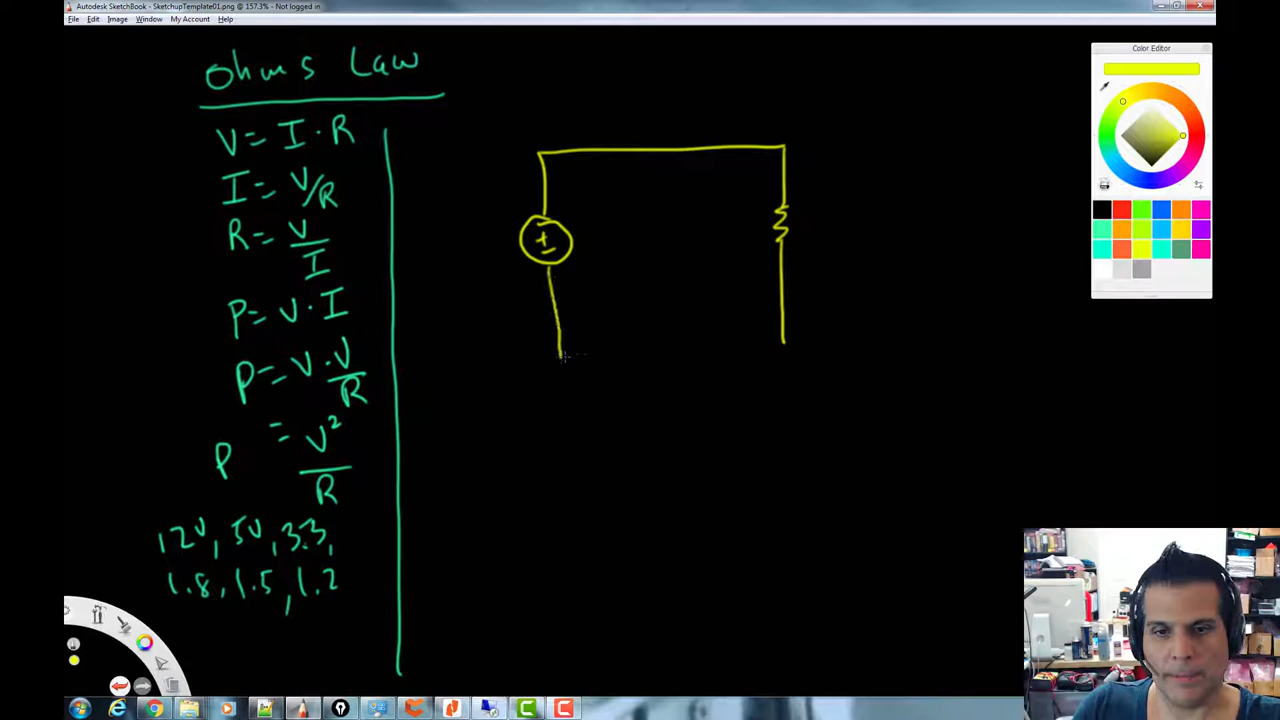 Autodesk SketchBook - SketchupTemplate01.png @ 157.3% - Not logged in
File Edit Image Window My Account Help
Color Editor
Ohms Law
V = I · R
I = V/R
R = V/I
P = V · I
P = V · V/R
P = V²/R
12V, 5V, 3.3,
1.8, 1.5, 1.2
+